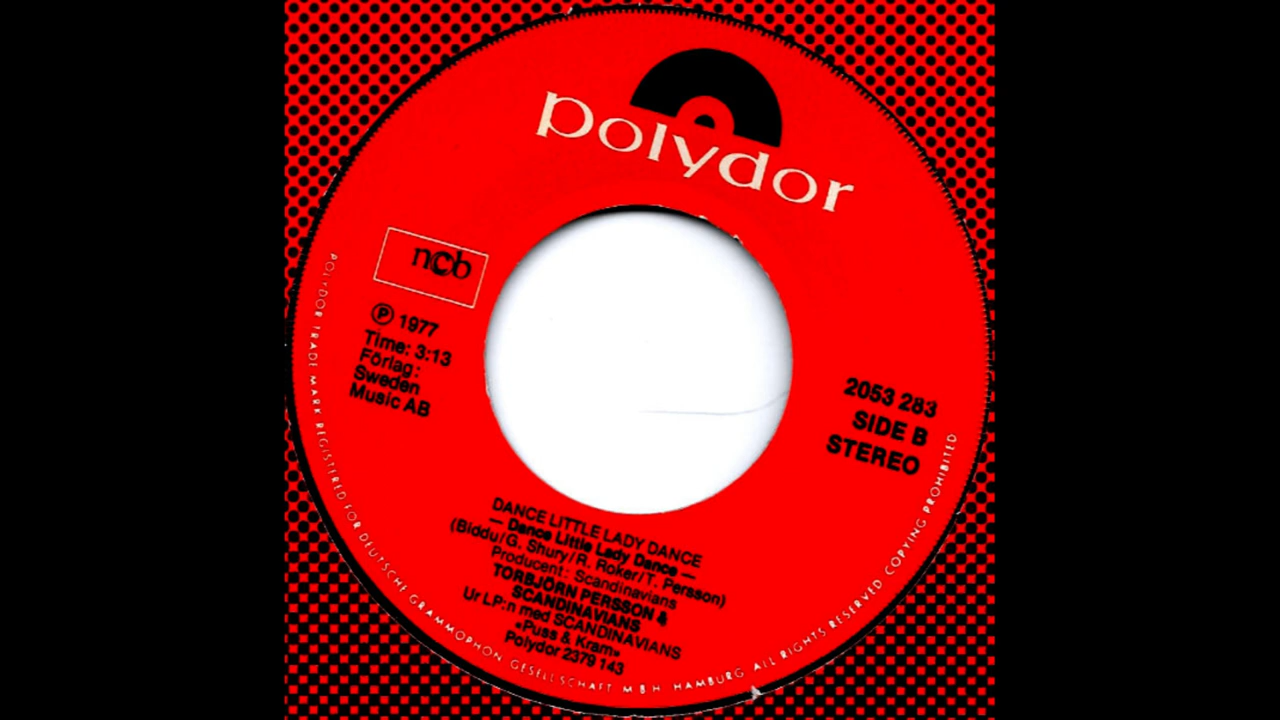 polydor
ncb
Ⓟ 1977
Time: 3:13
Förlag:
Sweden
Music AB
2053 283
SIDE B
STEREO
DANCE LITTLE LADY DANCE
— Dance Little Lady Dance —
(Biddu/G. Shury/R. Roker/T. Persson)
Producent: Scandinavians
TORBJÖRN PERSSON &
SCANDINAVIANS
Ur LP:n med SCANDINAVIANS
»Puss & Kram»
Polydor 2379 143
POLYDOR TRADE MARK REGISTERED FOR DEUTSCHE GRAMMOPHON GESELLSCHAFT MBH HAMBURG ALL RIGHTS RESERVED COPYING PROHIBITED